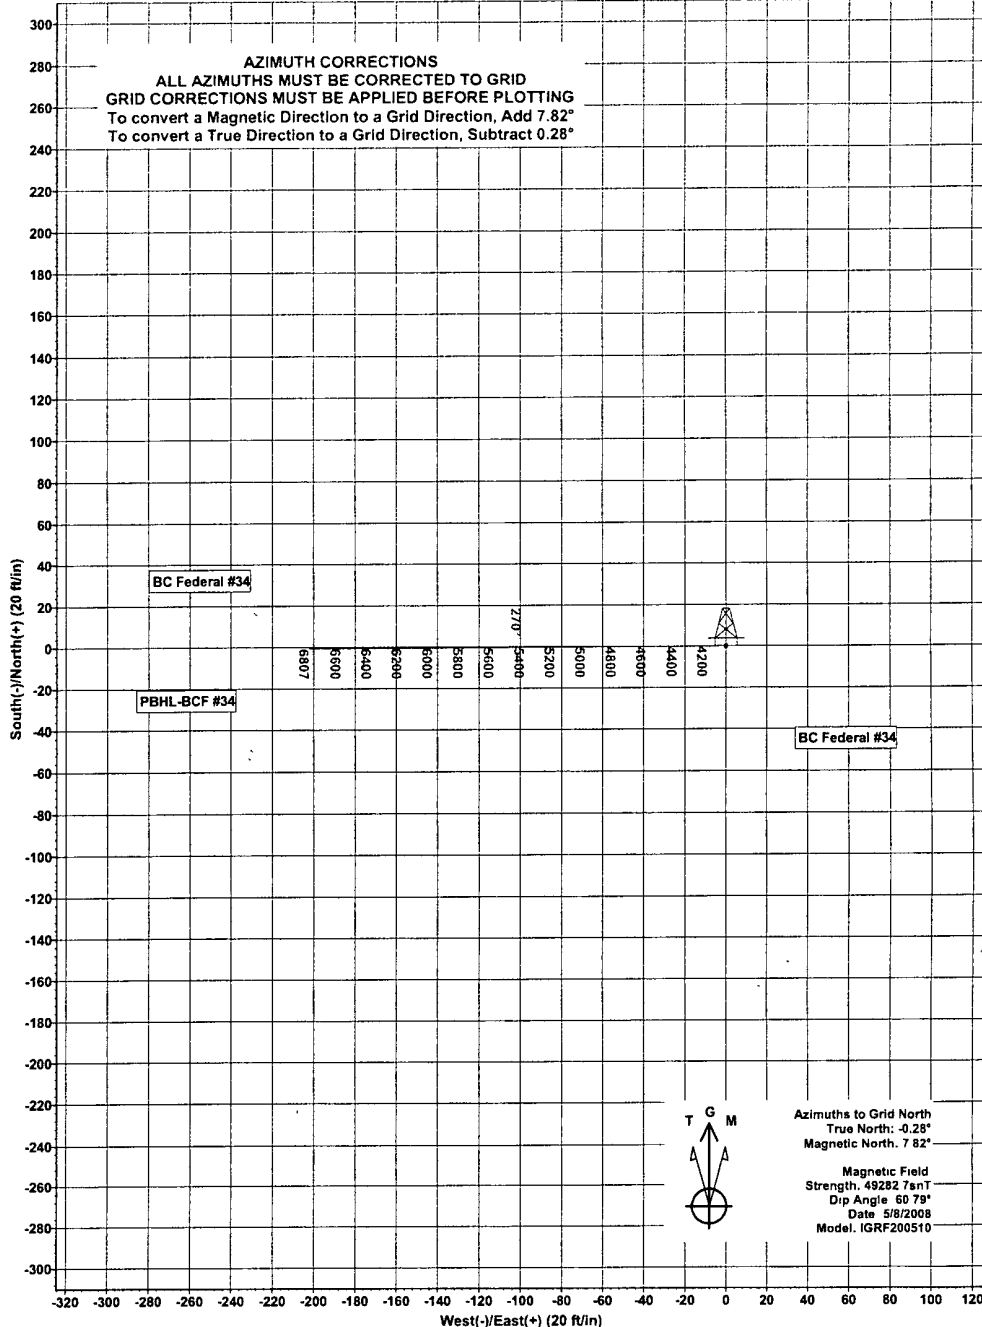 AZIMUTH CORRECTIONS
ALL AZIMUTHS MUST BE CORRECTED TO GRID
GRID CORRECTIONS MUST BE APPLIED BEFORE PLOTTING
To convert a Magnetic Direction to a Grid Direction, Add 7.82°
To convert a True Direction to a Grid Direction, Subtract 0.28°
South(-)/North(+) (20 ft/in)
300
280
260
240
220
200
180
160
140
120
100
80
60
40
20
0
-20
-40
-60
-80
-100
-120
-140
-160
-180
-200
-220
-240
-260
-280
-300
BC Federal #34
270°
6807 6600 6400 6200 6000 5800 5600 5400 5200 5000 4800 4600 4400 4200
PBHL-BCF #34
BC Federal #34
T G M
Azimuths to Grid North
True North: -0.28°
Magnetic North. 7 82°
Magnetic Field
Strength. 49282 7snT
Dip Angle 60 79°
Date 5/8/2008
Model. IGRF200510
-320 -300 -280 -260 -240 -220 -200 -180 -160 -140 -120 -100 -80 -60 -40 -20 0 20 40 60 80 100 120
West(-)/East(+) (20 ft/in)